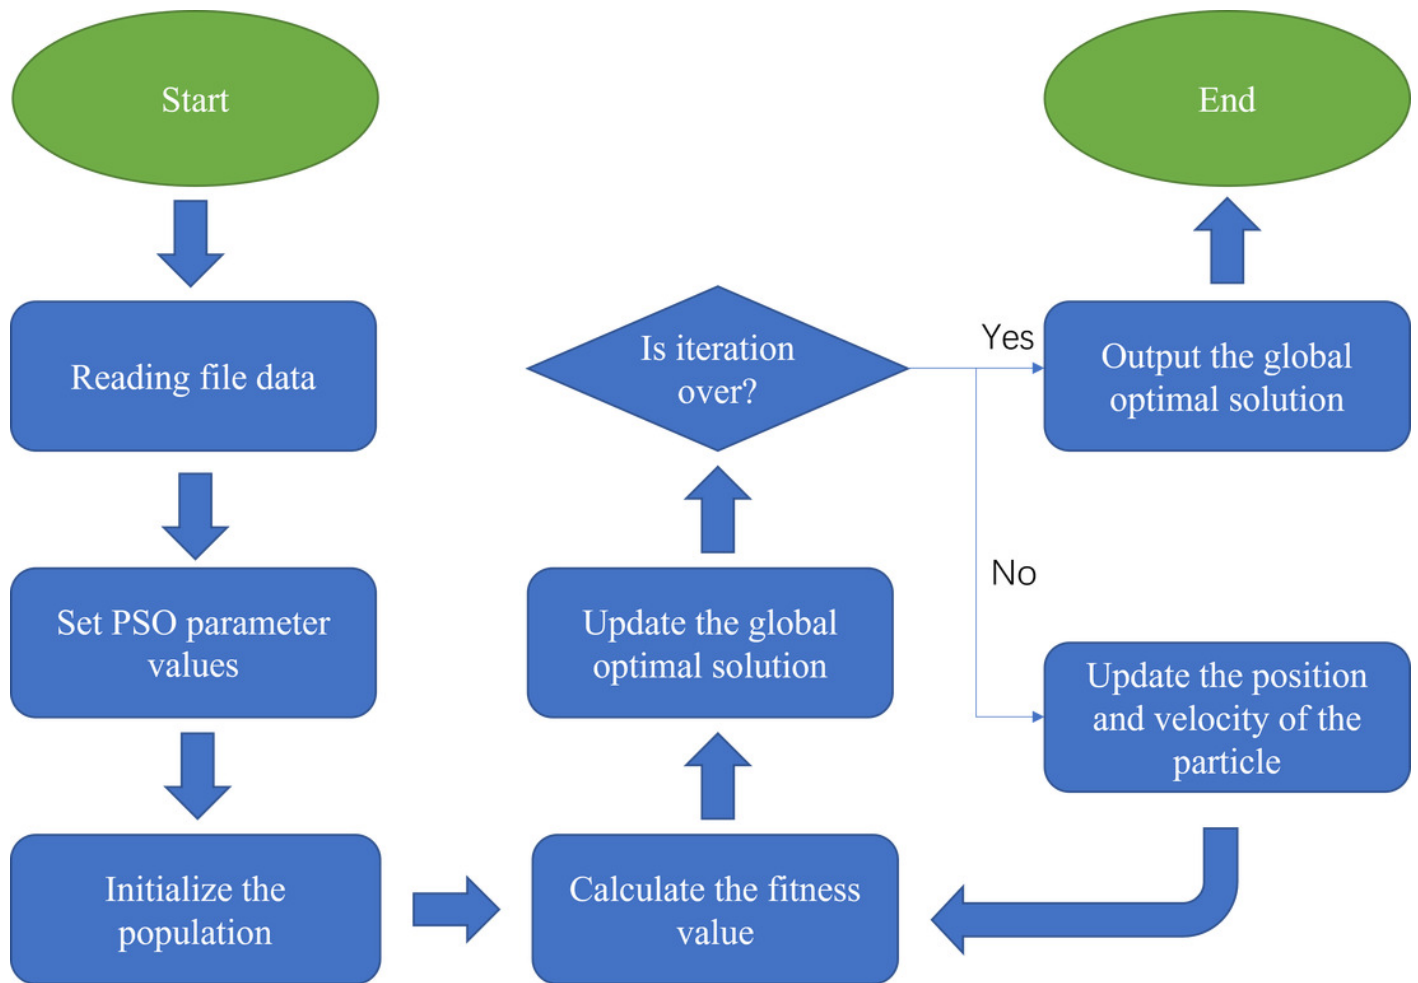 Start
Reading file data
Set PSO parameter
values
Initialize the
population
Calculate the fitness
value
Update the global
optimal solution
Is iteration
over?
Yes
Output the global
optimal solution
End
No
Update the position
and velocity of the
particle